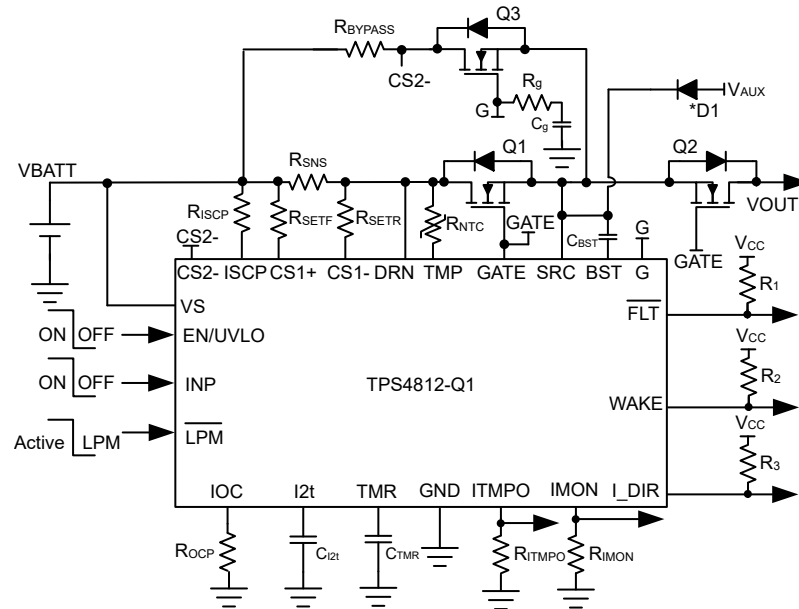 Q3
RBYPASS
CS2-
Rg
G
Cg
VAUX
*D1
RSNS
Q1
Q2
VBATT
VOUT
RISCP
RSETF
RSETR
RNTC
GATE
CBST
G
GATE
CS2-
CS2- ISCP CS1+ CS1- DRN TMP GATE SRC BST G
VCC
R1
VS
FLT
ON OFF
EN/UVLO
VCC
R2
ON OFF
INP
TPS4812-Q1
WAKE
Active LPM
LPM
VCC
R3
IOC I2t TMR GND ITMPO IMON I_DIR
ROCP
CI2t
CTMR
RITMPO
RIMON